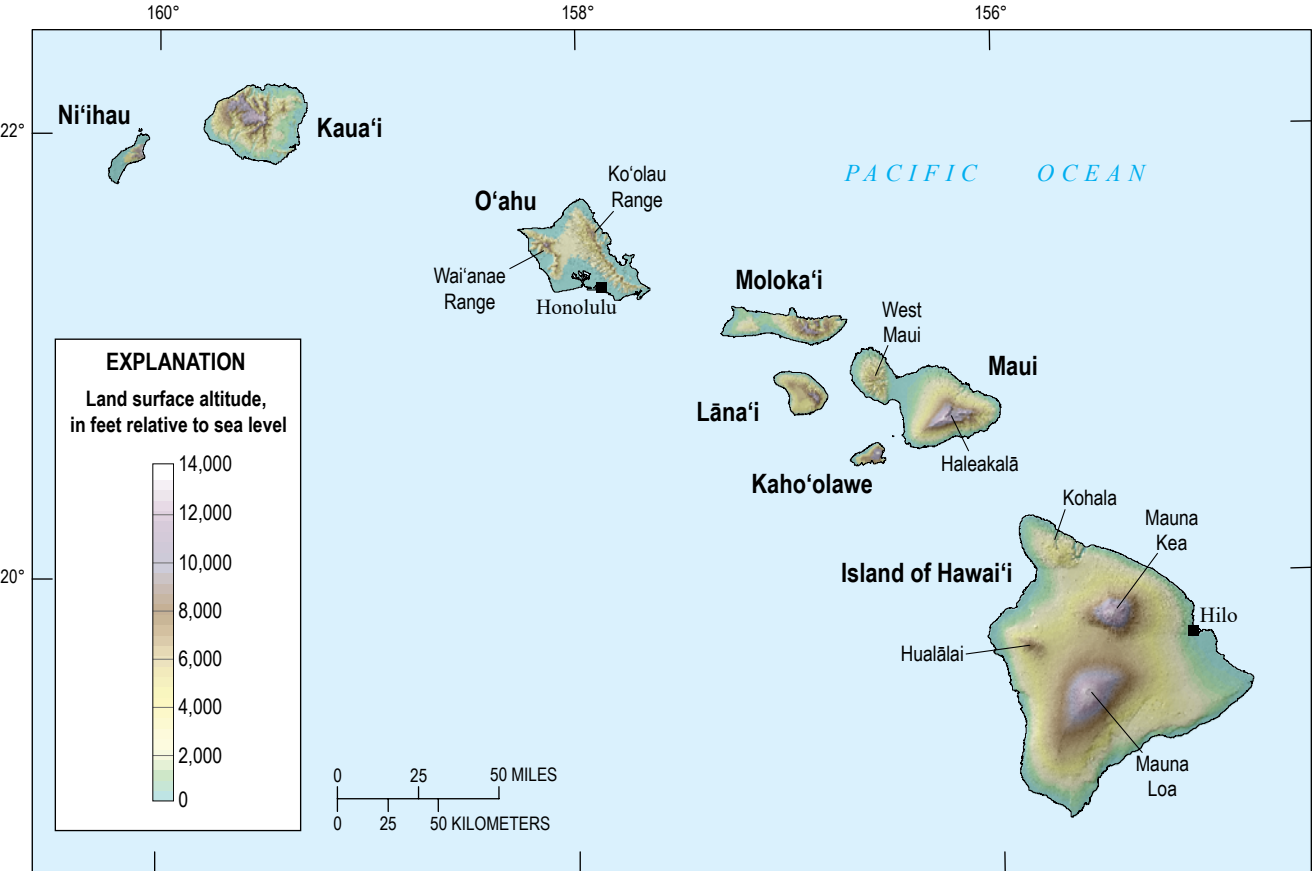 160°
158°
156°
22°
20°
Ni‘ihau
Kaua‘i
O‘ahu
Ko‘olau
Range
Wai‘anae
Range
Honolulu
PACIFIC OCEAN
Moloka‘i
West
Maui
Maui
Lāna‘i
Haleakalā
Kaho‘olawe
Kohala
Mauna
Kea
Island of Hawai‘i
Hilo
Hualālai
Mauna
Loa
EXPLANATION
Land surface altitude,
in feet relative to sea level
14,000
12,000
10,000
8,000
6,000
4,000
2,000
0
0 25 50 MILES
0 25 50 KILOMETERS